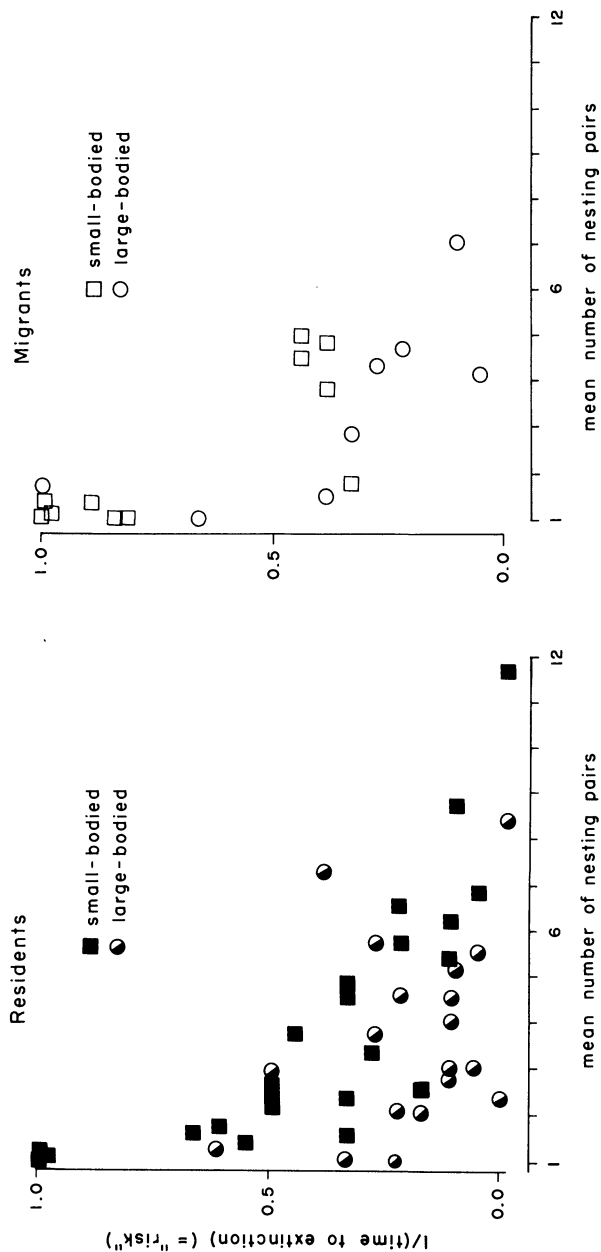 Residents
■ small-bodied
◒ large-bodied
1.0
0.5
0.0
1/(time to extinction) (="risk")
1
6
12
mean number of nesting pairs
Migrants
□ small-bodied
○ large-bodied
1.0
0.5
0.0
1
6
12
mean number of nesting pairs